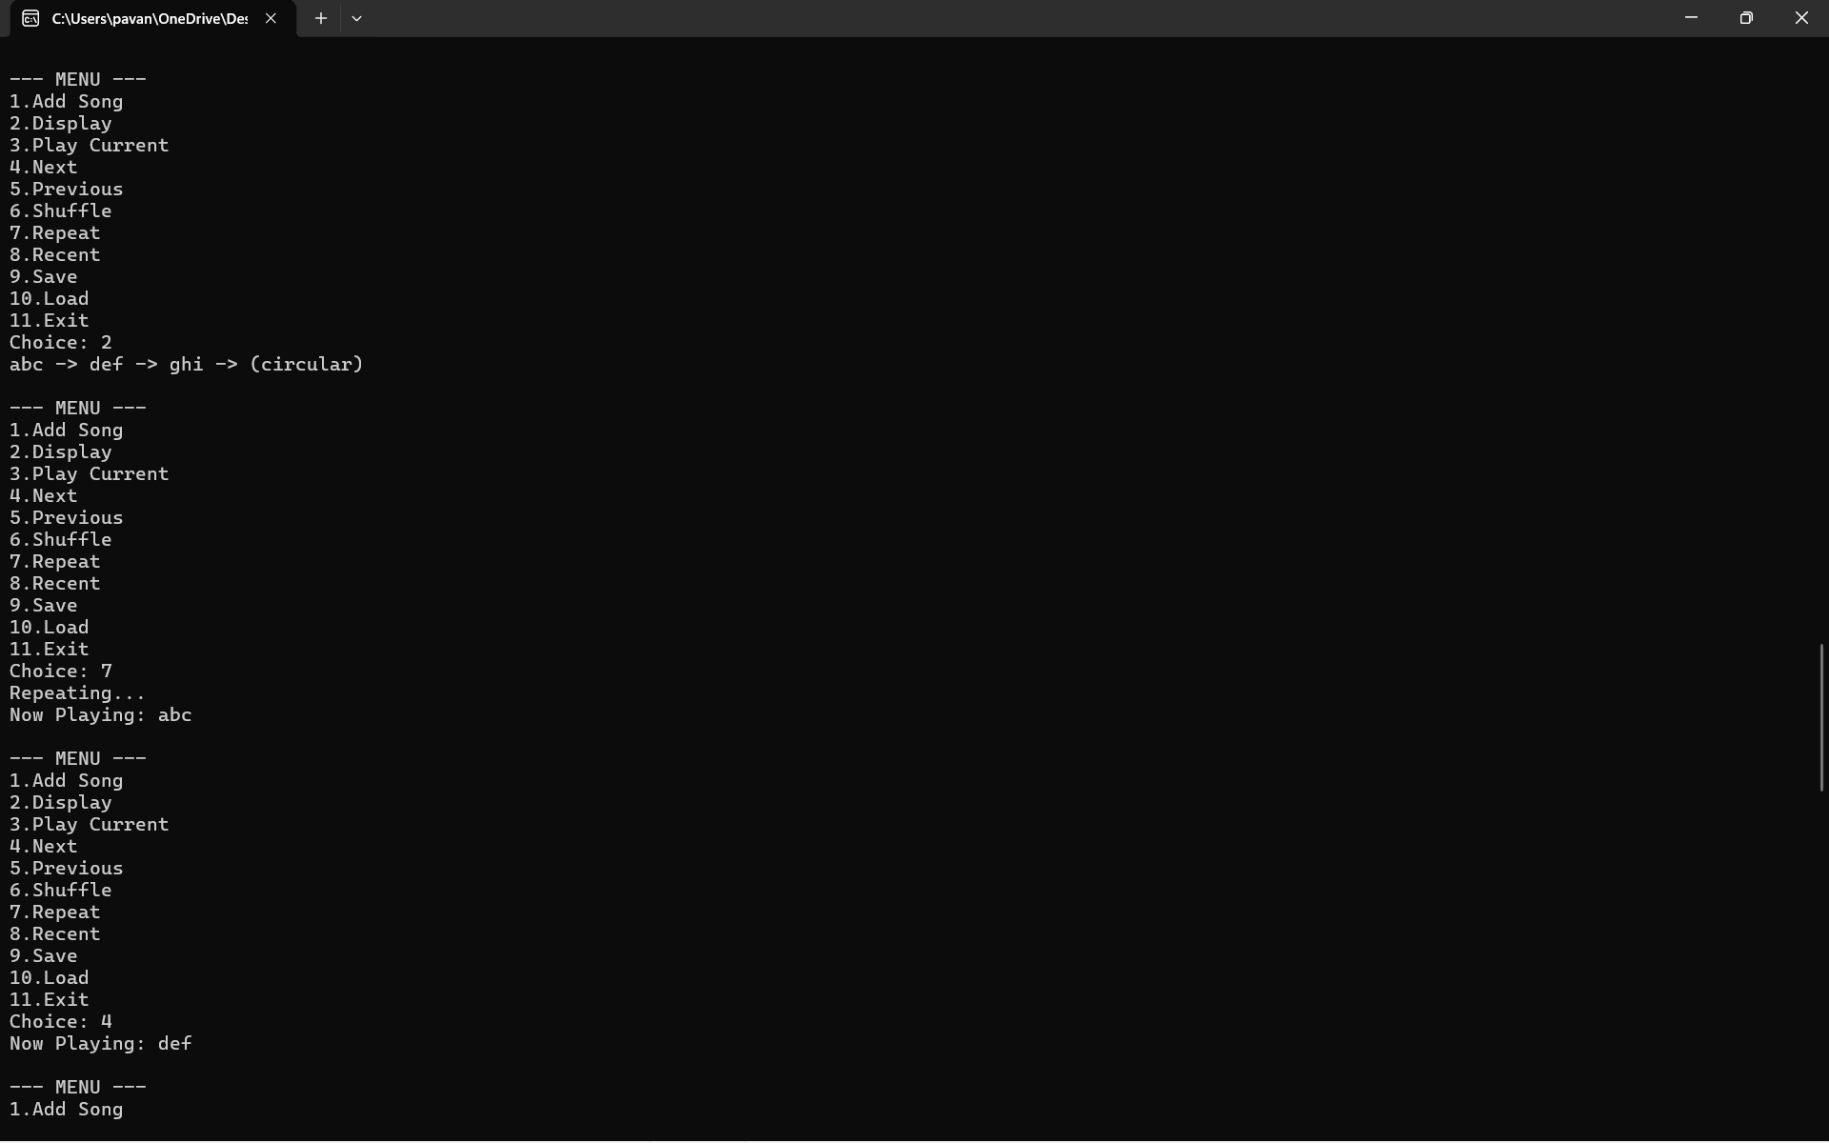 C:\Users\pavan\OneDrive\Des
--- MENU ---
1.Add Song
2.Display
3.Play Current
4.Next
5.Previous
6.Shuffle
7.Repeat
8.Recent
9.Save
10.Load
11.Exit
Choice: 2
abc -> def -> ghi -> (circular)
--- MENU ---
1.Add Song
2.Display
3.Play Current
4.Next
5.Previous
6.Shuffle
7.Repeat
8.Recent
9.Save
10.Load
11.Exit
Choice: 7
Repeating...
Now Playing: abc
--- MENU ---
1.Add Song
2.Display
3.Play Current
4.Next
5.Previous
6.Shuffle
7.Repeat
8.Recent
9.Save
10.Load
11.Exit
Choice: 4
Now Playing: def
--- MENU ---
1.Add Song